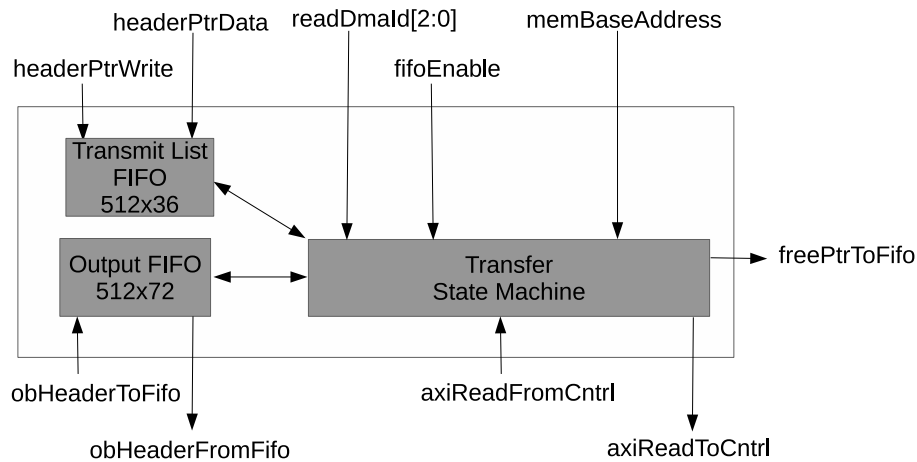 headerPtrData
readDmaId[2:0]
memBaseAddress
headerPtrWrite
fifoEnable
Transmit List
FIFO
512x36
Output FIFO
512x72
Transfer
State Machine
freePtrToFifo
obHeaderToFifo
axiReadFromCntrl
obHeaderFromFifo
axiReadToCntrl